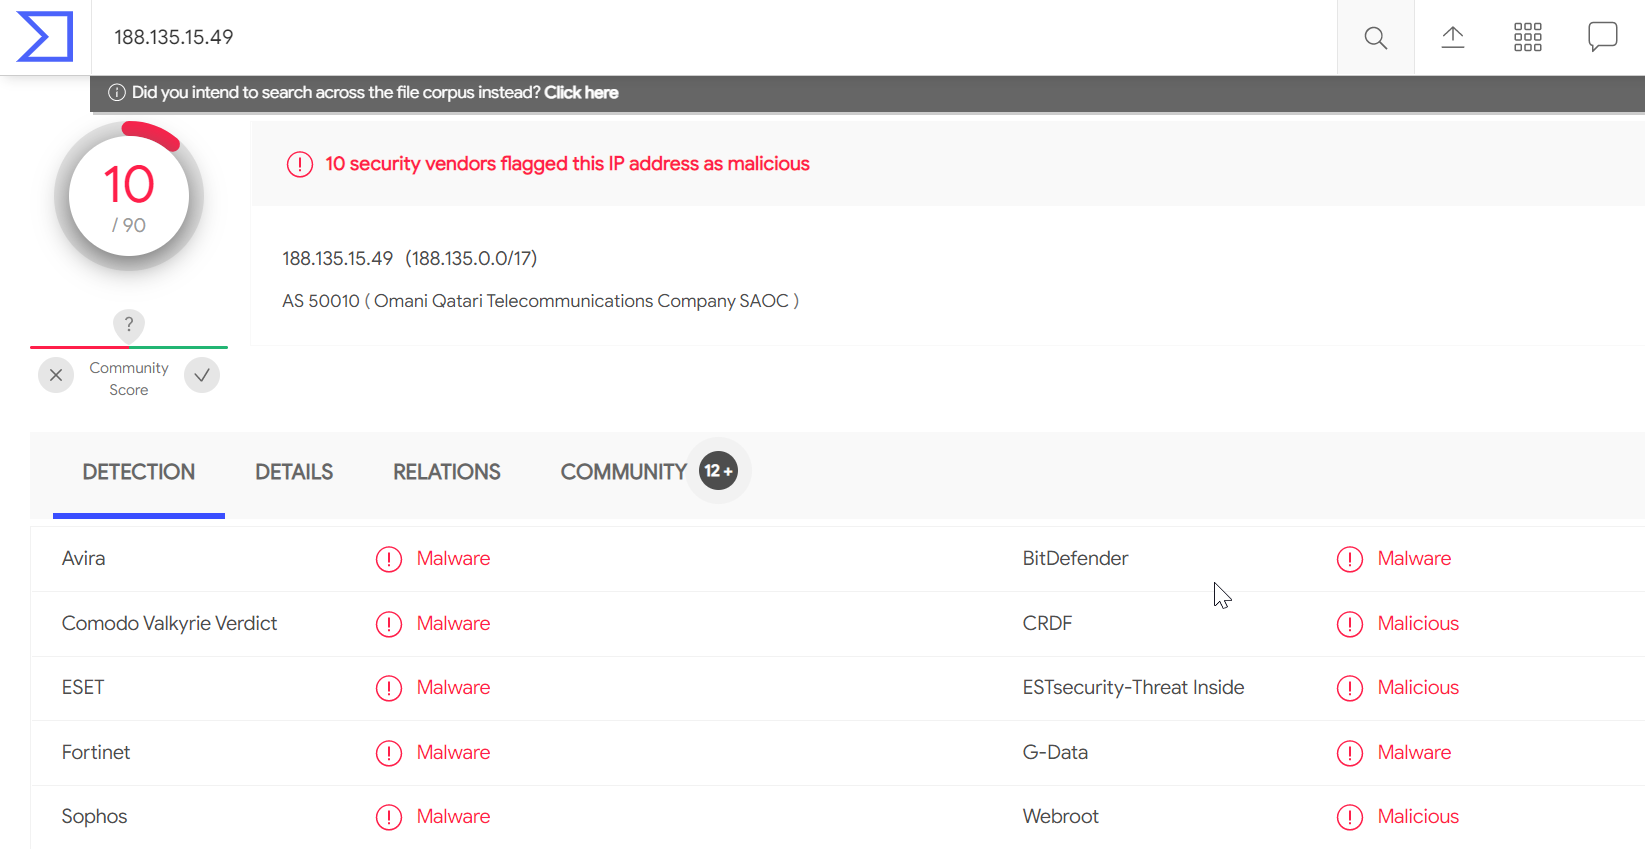 188.135.15.49
Did you intend to search across the file corpus instead? Click here
10
/ 90
10 security vendors flagged this IP address as malicious
188.135.15.49 (188.135.0.0/17)
AS 50010 ( Omani Qatari Telecommunications Company SAOC )
?
Community
Score
DETECTION DETAILS RELATIONS COMMUNITY 12 +
Avira Malware BitDefender Malware
Comodo Valkyrie Verdict Malware CRDF Malicious
ESET Malware ESTsecurity-Threat Inside Malicious
Fortinet Malware G-Data Malware
Sophos Malware Webroot Malicious